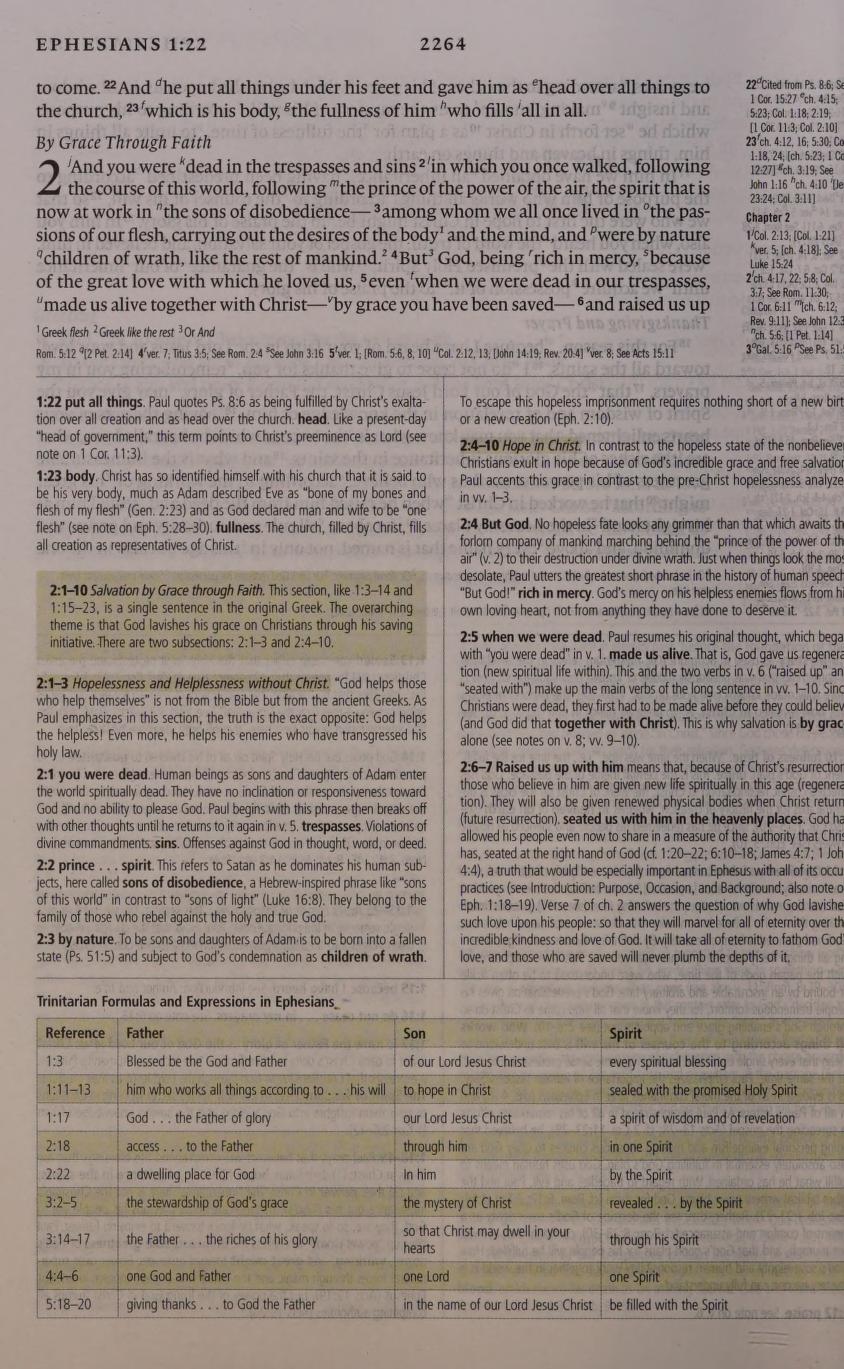 EPHESIANS 1:22
2264
to come. 22And dhe put all things under his feet and gave him as ehead over all things to
the church, 23fwhich is his body, gthe fullness of him hwho fills iall in all.
By Grace Through Faith
2 jAnd you were kdead in the trespasses and sins 2lin which you once walked, following
the course of this world, following mthe prince of the power of the air, the spirit that is
now at work in nthe sons of disobedience— 3among whom we all once lived in othe pas-
sions of our flesh, carrying out the desires of the body1 and the mind, and pwere by nature
qchildren of wrath, like the rest of mankind.2 4But3 God, being rrich in mercy, sbecause
of the great love with which he loved us, 5even twhen we were dead in our trespasses,
umade us alive together with Christ—vby grace you have been saved— 6and raised us up
1 Greek flesh 2 Greek like the rest 3 Or And
Rom. 5:12 q[2 Pet. 2:14] 4rver. 7; Titus 3:5; See Rom. 2:4 sSee John 3:16 5tver. 1; [Rom. 5:6, 8, 10] uCol. 2:12, 13; [John 14:19; Rev. 20:4] vver. 8; See Acts 15:11
22dCited from Ps. 8:6; Se
1 Cor. 15:27 ech. 4:15;
5:23; Col. 1:18; 2:19;
[1 Cor. 11:3; Col. 2:10]
23fch. 4:12, 16; 5:30; Co
1:18, 24; [ch. 5:23; 1 Co
12:27] gch. 3:19; See
John 1:16 hch. 4:10 i[Je
23:24; Col. 3:11]
Chapter 2
1jCol. 2:13; [Col. 1:21]
kver. 5; [ch. 4:18]; See
Luke 15:24
2lch. 4:17, 22; 5:8; Col.
3:7; See Rom. 11:30;
1 Cor. 6:11 m[ch. 6:12;
Rev. 9:11]; See John 12:3
nch. 5:6; [1 Pet. 1:14]
3oGal. 5:16 pSee Ps. 51:
1:22 put all things. Paul quotes Ps. 8:6 as being fulfilled by Christ's exalta-
tion over all creation and as head over the church. head. Like a present-day
"head of government," this term points to Christ's preeminence as Lord (see
note on 1 Cor. 11:3).
1:23 body. Christ has so identified himself with his church that it is said to
be his very body, much as Adam described Eve as "bone of my bones and
flesh of my flesh" (Gen. 2:23) and as God declared man and wife to be "one
flesh" (see note on Eph. 5:28–30). fullness. The church, filled by Christ, fills
all creation as representatives of Christ.
2:1–10 Salvation by Grace through Faith. This section, like 1:3–14 and
1:15–23, is a single sentence in the original Greek. The overarching
theme is that God lavishes his grace on Christians through his saving
initiative. There are two subsections: 2:1–3 and 2:4–10.
2:1–3 Hopelessness and Helplessness without Christ. "God helps those
who help themselves" is not from the Bible but from the ancient Greeks. As
Paul emphasizes in this section, the truth is the exact opposite: God helps
the helpless! Even more, he helps his enemies who have transgressed his
holy law.
2:1 you were dead. Human beings as sons and daughters of Adam enter
the world spiritually dead. They have no inclination or responsiveness toward
God and no ability to please God. Paul begins with this phrase then breaks off
with other thoughts until he returns to it again in v. 5. trespasses. Violations of
divine commandments. sins. Offenses against God in thought, word, or deed.
2:2 prince . . . spirit. This refers to Satan as he dominates his human sub-
jects, here called sons of disobedience, a Hebrew-inspired phrase like "sons
of this world" in contrast to "sons of light" (Luke 16:8). They belong to the
family of those who rebel against the holy and true God.
2:3 by nature. To be sons and daughters of Adam is to be born into a fallen
state (Ps. 51:5) and subject to God's condemnation as children of wrath.
To escape this hopeless imprisonment requires nothing short of a new birt
or a new creation (Eph. 2:10).
2:4–10 Hope in Christ. In contrast to the hopeless state of the nonbelieve
Christians exult in hope because of God's incredible grace and free salvation
Paul accents this grace in contrast to the pre-Christ hopelessness analyze
in vv. 1–3.
2:4 But God. No hopeless fate looks any grimmer than that which awaits th
forlorn company of mankind marching behind the "prince of the power of th
air" (v. 2) to their destruction under divine wrath. Just when things look the mos
desolate, Paul utters the greatest short phrase in the history of human speech
"But God!" rich in mercy. God's mercy on his helpless enemies flows from hi
own loving heart, not from anything they have done to deserve it.
2:5 when we were dead. Paul resumes his original thought, which bega
with "you were dead" in v. 1. made us alive. That is, God gave us regenera
tion (new spiritual life within). This and the two verbs in v. 6 ("raised up" an
"seated with") make up the main verbs of the long sentence in vv. 1–10. Sinc
Christians were dead, they first had to be made alive before they could believ
(and God did that together with Christ). This is why salvation is by grac
alone (see notes on v. 8; vv. 9–10).
2:6–7 Raised us up with him means that, because of Christ's resurrection
those who believe in him are given new life spiritually in this age (regenera
tion). They will also be given renewed physical bodies when Christ return
(future resurrection). seated us with him in the heavenly places. God ha
allowed his people even now to share in a measure of the authority that Chris
has, seated at the right hand of God (cf. 1:20–22; 6:10–18; James 4:7; 1 Joh
4:4), a truth that would be especially important in Ephesus with all of its occu
practices (see Introduction: Purpose, Occasion, and Background; also note o
Eph. 1:18–19). Verse 7 of ch. 2 answers the question of why God lavishe
such love upon his people: so that they will marvel for all of eternity over th
incredible kindness and love of God. It will take all of eternity to fathom God'
love, and those who are saved will never plumb the depths of it.
Trinitarian Formulas and Expressions in Ephesians
Reference Father Son Spirit
1:3 Blessed be the God and Father of our Lord Jesus Christ every spiritual blessing
1:11–13 him who works all things according to . . . his will to hope in Christ sealed with the promised Holy Spirit
1:17 God . . . the Father of glory our Lord Jesus Christ a spirit of wisdom and of revelation
2:18 access . . . to the Father through him in one Spirit
2:22 a dwelling place for God In him by the Spirit
3:2–5 the stewardship of God's grace the mystery of Christ revealed . . . by the Spirit
3:14–17 the Father . . . the riches of his glory so that Christ may dwell in your
hearts through his Spirit
4:4–6 one God and Father one Lord one Spirit
5:18–20 giving thanks . . . to God the Father in the name of our Lord Jesus Christ be filled with the Spirit